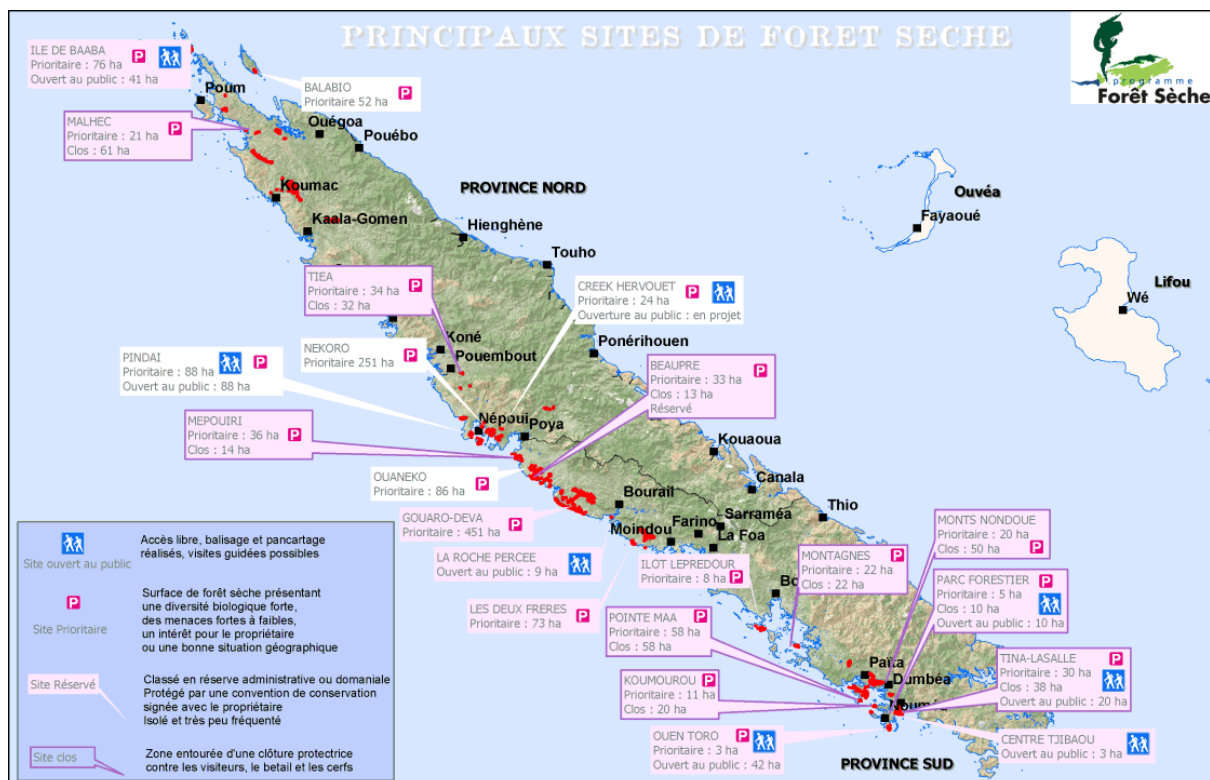 PRINCIPAUX SITES DE FORET SECHE
programme
Forêt Sèche
ILE DE BAABA
Prioritaire : 76 ha
Ouvert au public : 41 ha
P
Poum
BALABIO
Prioritaire 52 ha
P
MALHEC
Prioritaire : 21 ha
Clos : 61 ha
P
Ouégoa
Pouébo
Koumac
PROVINCE NORD
Ouvéa
Fayaoué
Kaala-Gomen
Hienghène
Touho
Lifou
Wé
TIEA
Prioritaire : 34 ha
Clos : 32 ha
P
CREEK HERVOUET
Prioritaire : 24 ha
Ouverture au public : en projet
P
Koné
Pouembout
Ponérihouen
NEKORO
Prioritaire 251 ha
P
PINDAI
Prioritaire : 88 ha
Ouvert au public : 88 ha
P
BEAUPRE
Prioritaire : 33 ha
Clos : 13 ha
Réservé
P
MEPOUIRI
Prioritaire : 36 ha
Clos : 14 ha
P
Népoui
Poya
Kouaoua
OUANEKO
Prioritaire : 86 ha
P
Canala
Bourail
Thio
GOUARO-DEVA
Prioritaire : 451 ha
P
Sarraméa
Farino
Moindou
La Foa
MONTS NONDOUE
Prioritaire : 20 ha
Clos : 50 ha
P
LA ROCHE PERCEE
Ouvert au public : 9 ha
ILOT LEPREDOUR
Prioritaire : 8 ha
P
MONTAGNES
Prioritaire : 22 ha
Clos : 22 ha
P
PARC FORESTIER
Prioritaire : 5 ha
Clos : 10 ha
Ouvert au public : 10 ha
P
LES DEUX FRERES
Prioritaire : 73 ha
P
POINTE MAA
Prioritaire : 58 ha
Clos : 58 ha
P
Païta
Dumbéa
TINA-LASALLE
Prioritaire : 30 ha
Clos : 38 ha
Ouvert au public : 20 ha
P
KOUMOUROU
Prioritaire : 11 ha
Clos : 20 ha
P
OUEN TORO
Prioritaire : 3 ha
Ouvert au public : 42 ha
P
CENTRE TJIBAOU
Ouvert au public : 3 ha
PROVINCE SUD
Site ouvert au public
Accès libre, balisage et pancartage
réalisés, visites guidées possibles
P
Site Prioritaire
Surface de forêt sèche présentant
une diversité biologique forte,
des menaces fortes à faibles,
un intérêt pour le propriétaire
ou une bonne situation géographique
Site Réservé
Classé en réserve administrative ou domaniale
Protégé par une convention de conservation
signée avec le propriétaire
Isolé et très peu fréquenté
Site clos
Zone entourée d'une clôture protectrice
contre les visiteurs, le betail et les cerfs